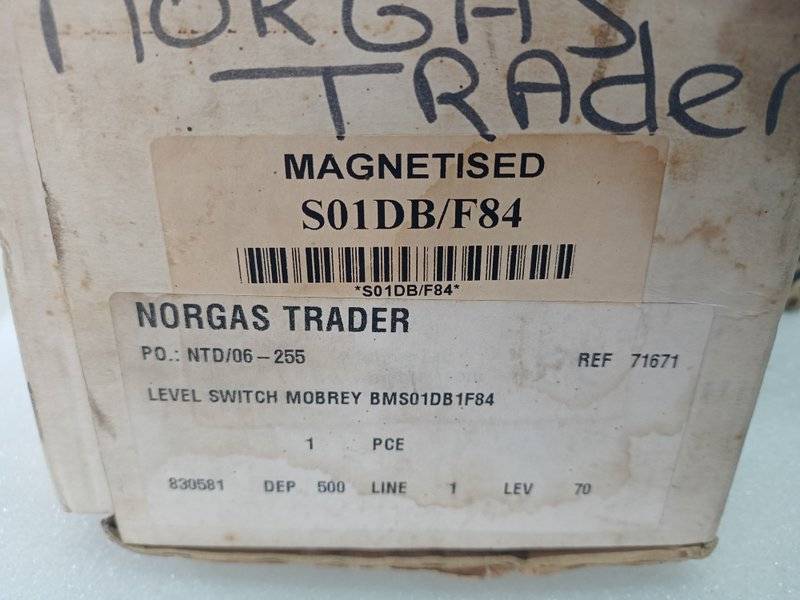 NORGAS
TRADER
MAGNETISED
S01DB/F84
*S01DB/F84*
NORGAS TRADER
PO.: NTD/06-255 REF 71671
LEVEL SWITCH MOBREY BMS01DB1F84
1 PCE
830581 DEP 500 LINE 1 LEV 70